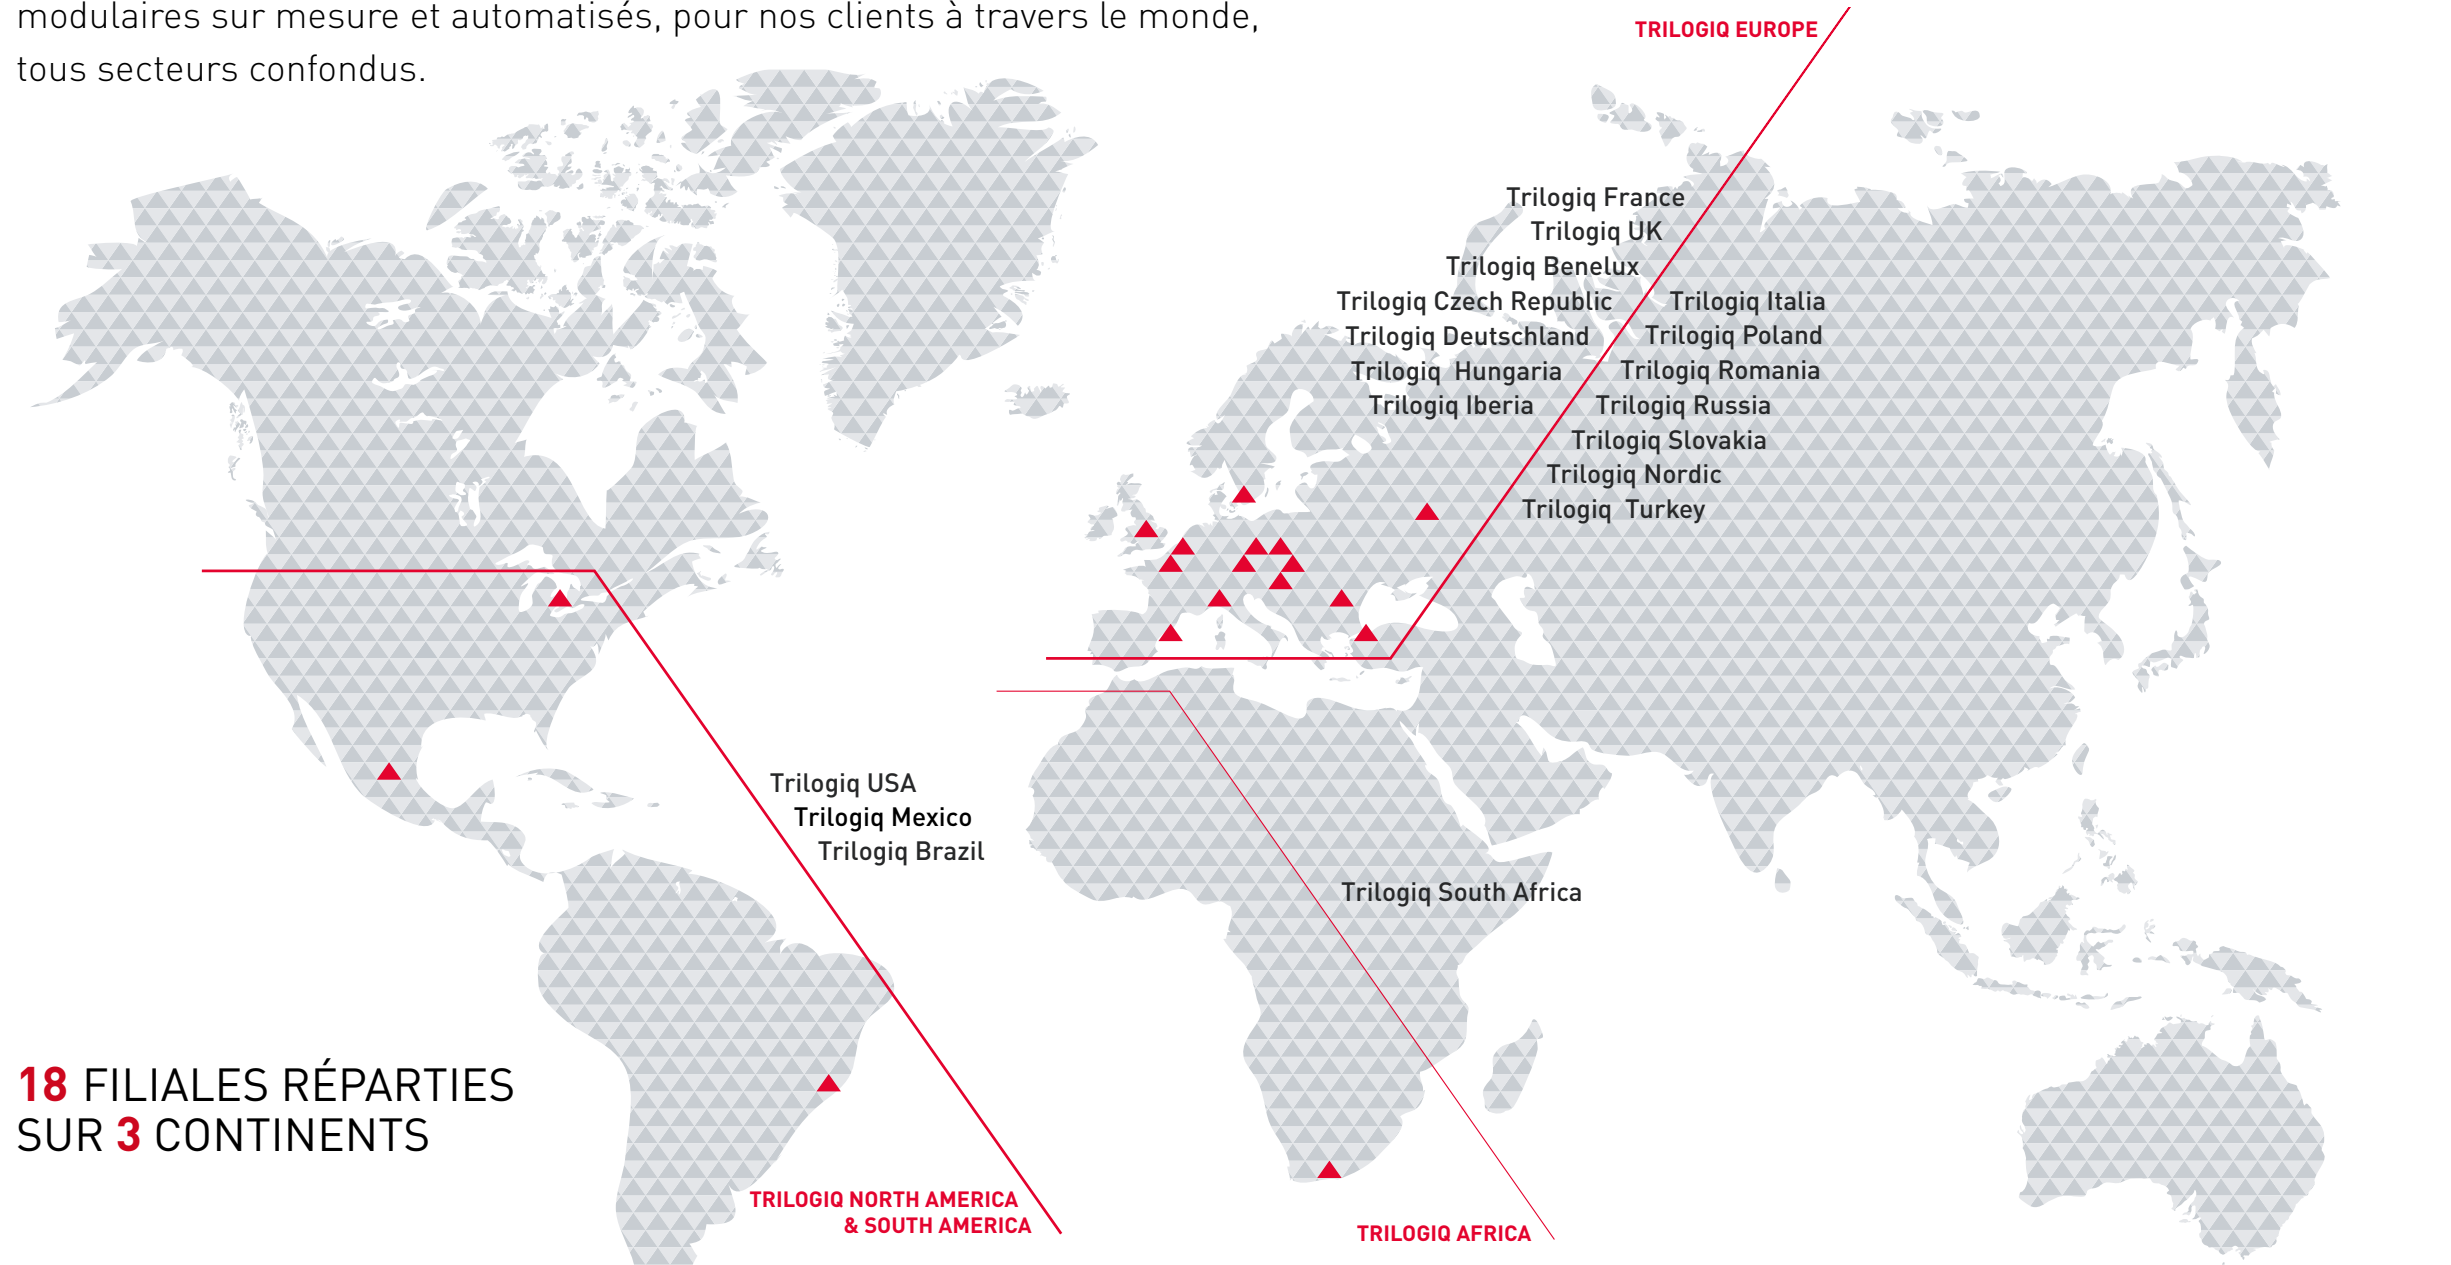 modulaires sur mesure et automatisés, pour nos clients à travers le monde,
tous secteurs confondus.
TRILOGIQ EUROPE
Trilogiq France
Trilogiq UK
Trilogiq Benelux
Trilogiq Czech Republic
Trilogiq Deutschland
Trilogiq Hungaria
Trilogiq Iberia
Trilogiq Italia
Trilogiq Poland
Trilogiq Romania
Trilogiq Russia
Trilogiq Slovakia
Trilogiq Nordic
Trilogiq Turkey
Trilogiq USA
Trilogiq Mexico
Trilogiq Brazil
Trilogiq South Africa
18 FILIALES RÉPARTIES
SUR 3 CONTINENTS
TRILOGIQ NORTH AMERICA
& SOUTH AMERICA
TRILOGIQ AFRICA